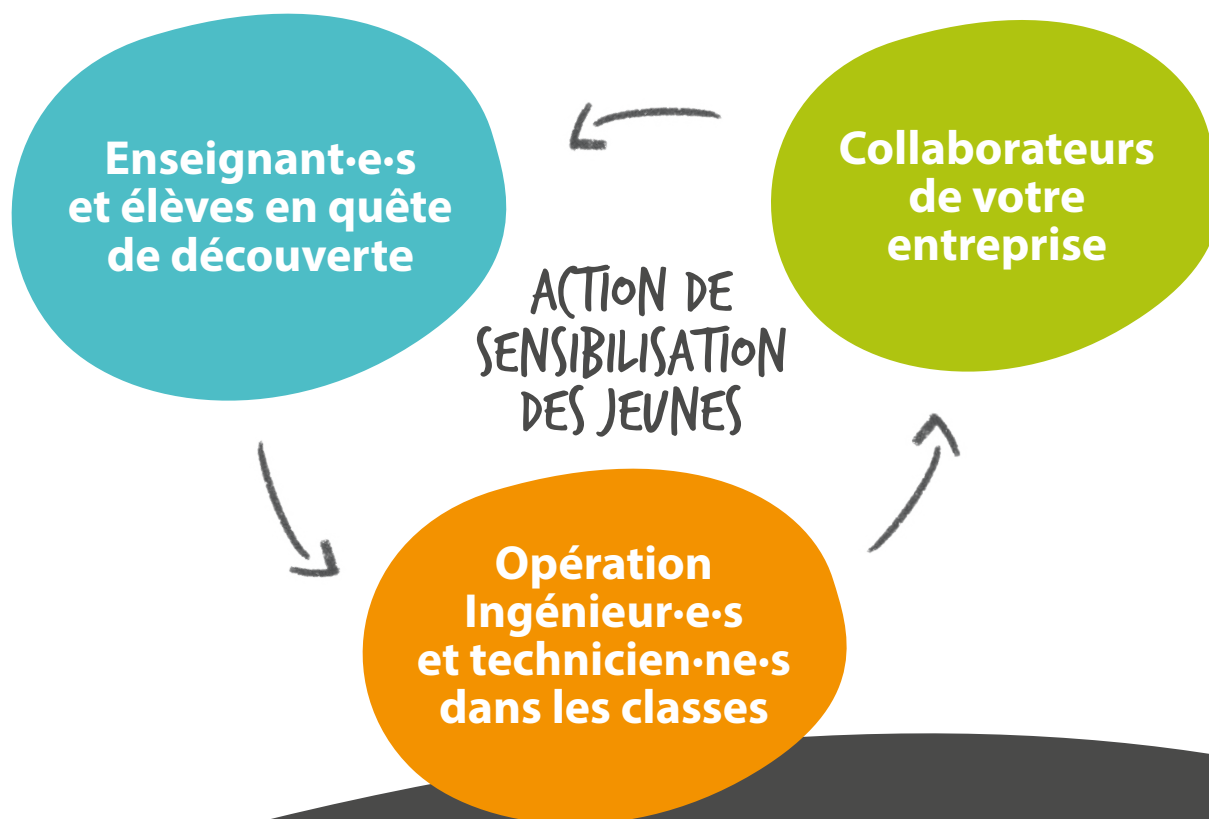 Enseignant·e·s
et élèves en quête
de découverte
Collaborateurs
de votre
entreprise
ACTION DE
SENSIBILISATION
DES JEUNES
Opération
Ingénieur·e·s
et technicien·ne·s
dans les classes